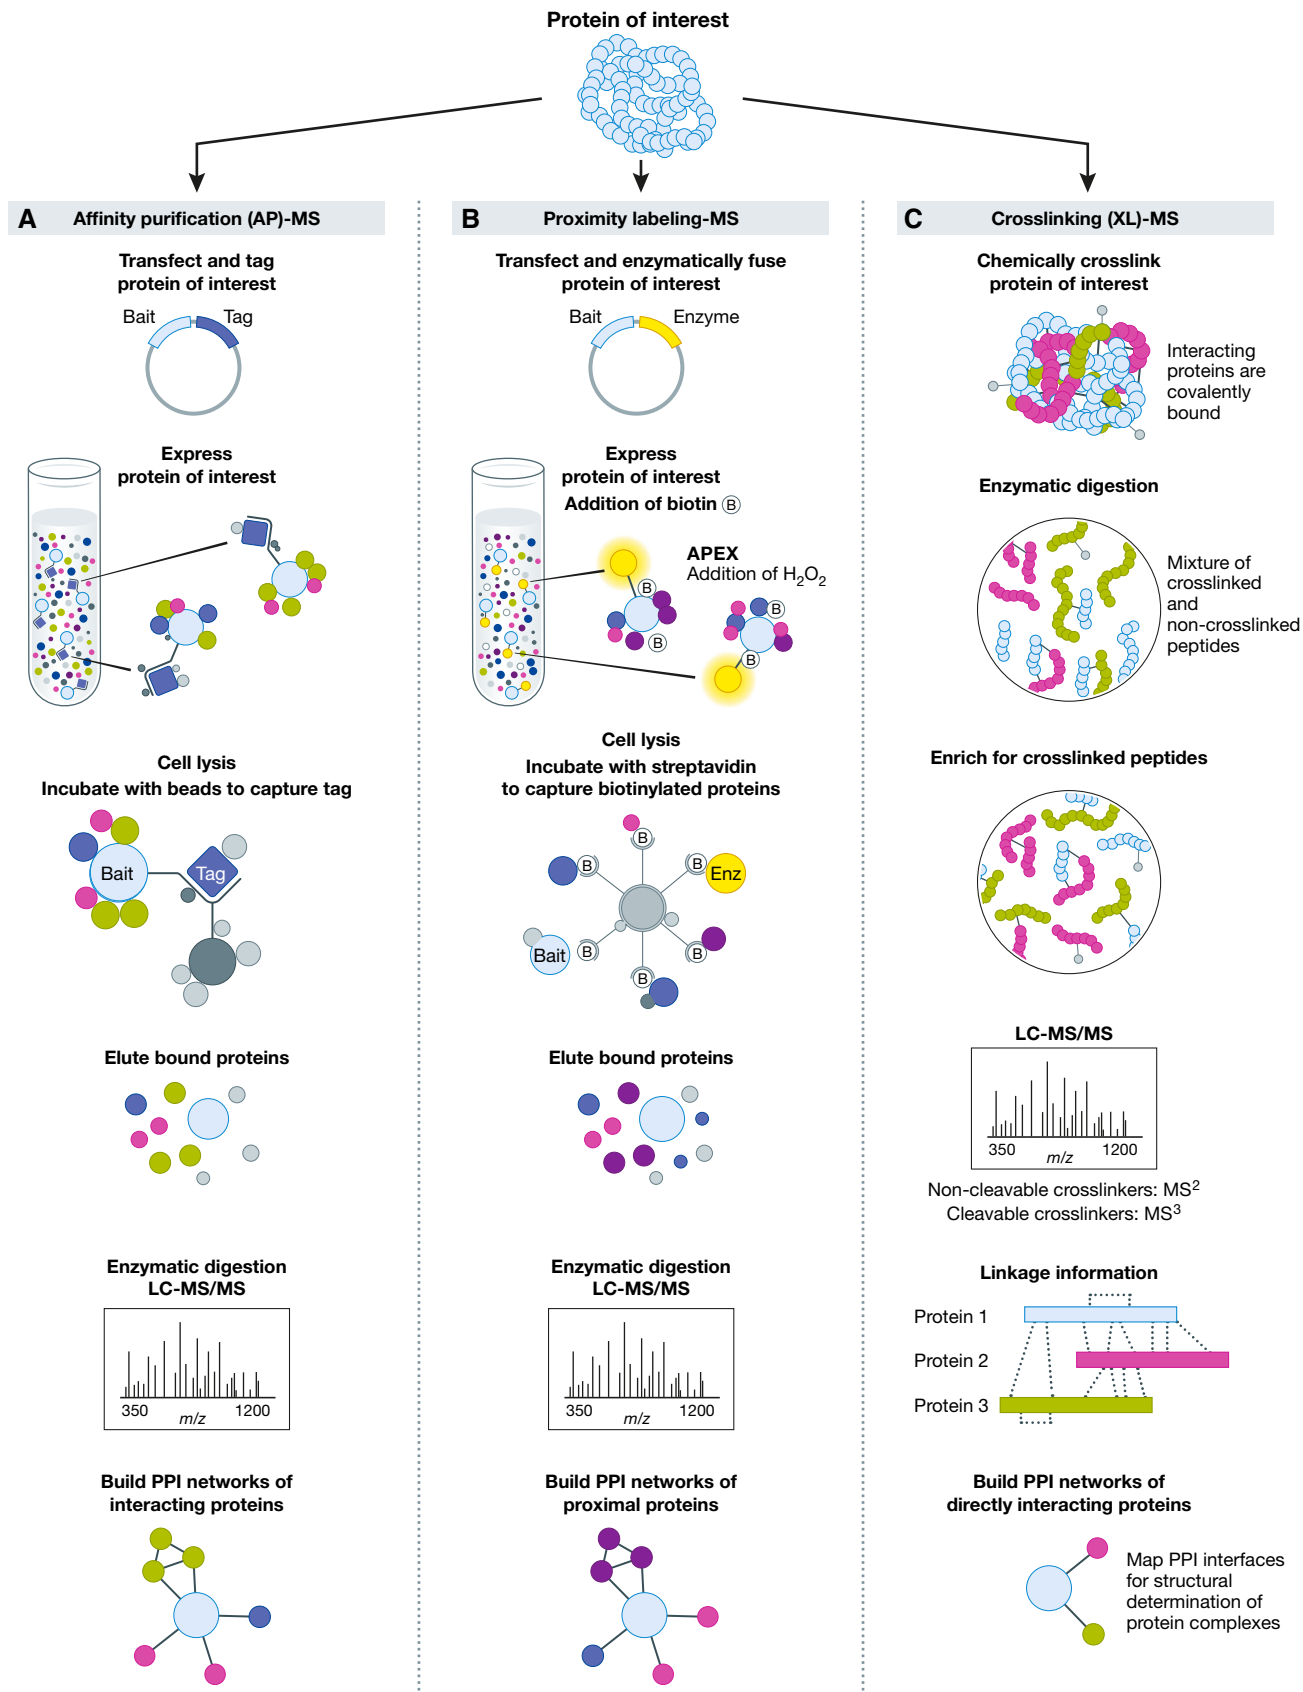 Protein of interest
A
Affinity purification (AP)-MS
Transfect and tag
protein of interest
Bait
Tag
Express
protein of interest
Cell lysis
Incubate with beads to capture tag
Bait
Tag
Elute bound proteins
Enzymatic digestion
LC-MS/MS
350
m/z
1200
Build PPI networks of
interacting proteins
B
Proximity labeling-MS
Transfect and enzymatically fuse
protein of interest
Bait
Enzyme
Express
protein of interest
Addition of biotin B
APEX
Addition of H₂O₂
B
B
B
B
Cell lysis
Incubate with streptavidin
to capture biotinylated proteins
B
B
B
Enz
Bait
B
B
B
Elute bound proteins
Enzymatic digestion
LC-MS/MS
350
m/z
1200
Build PPI networks of
proximal proteins
C
Crosslinking (XL)-MS
Chemically crosslink
protein of interest
Interacting
proteins are
covalently
bound
Enzymatic digestion
Mixture of
crosslinked
and
non-crosslinked
peptides
Enrich for crosslinked peptides
LC-MS/MS
350
m/z
1200
Non-cleavable crosslinkers: MS²
Cleavable crosslinkers: MS³
Linkage information
Protein 1
Protein 2
Protein 3
Build PPI networks of
directly interacting proteins
Map PPI interfaces
for structural
determination of
protein complexes